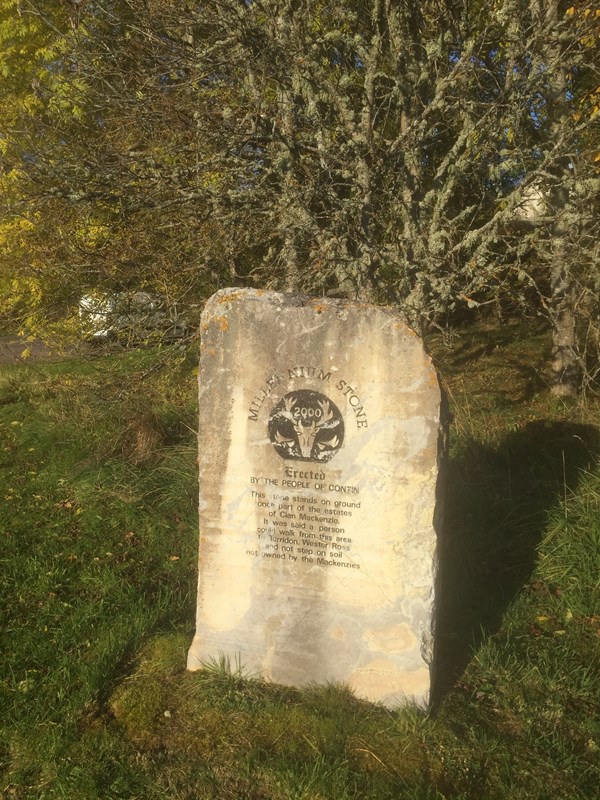 MILLENNIUM STONE
2000
Erected
BY THE PEOPLE OF CONTIN
This stone stands on ground
once part of the estates
of Clan Mackenzie.
It was said a person
could walk from this area
to Torridon, Wester Ross
and not step on soil
not owned by the Mackenzies